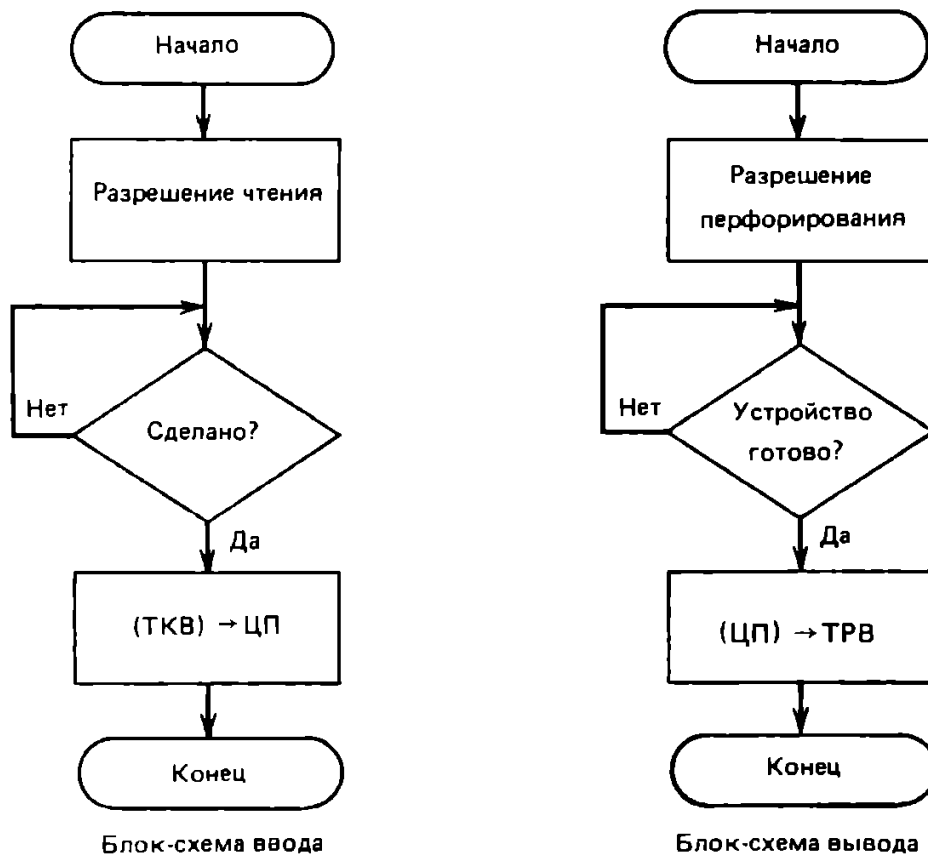 Начало
Разрешение чтения
Нет
Сделано?
Да
(ТКВ) → ЦП
Конец
Блок-схема ввода
Начало
Разрешение
перфорирования
Нет
Устройство
готово?
Да
(ЦП) → ТРВ
Конец
Блок-схема вывода